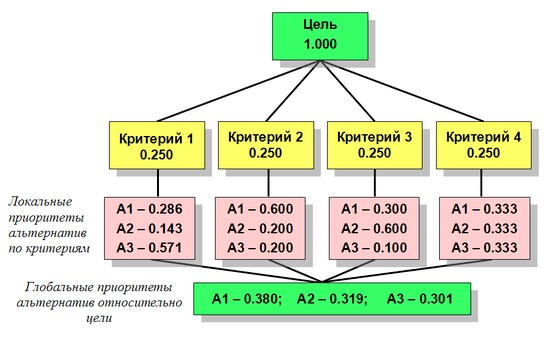 Цель
1.000
Критерий 1
0.250
Критерий 2
0.250
Критерий 3
0.250
Критерий 4
0.250
Локальные
приоритеты
альтернатив
по критериям
А1 – 0.286
А2 – 0.143
А3 – 0.571
А1 – 0.600
А2 – 0.200
А3 – 0.200
А1 – 0.300
А2 – 0.600
А3 – 0.100
А1 – 0.333
А2 – 0.333
А3 – 0.333
Глобальные приоритеты
альтернатив относительно
цели
А1 – 0.380; А2 – 0.319; А3 – 0.301